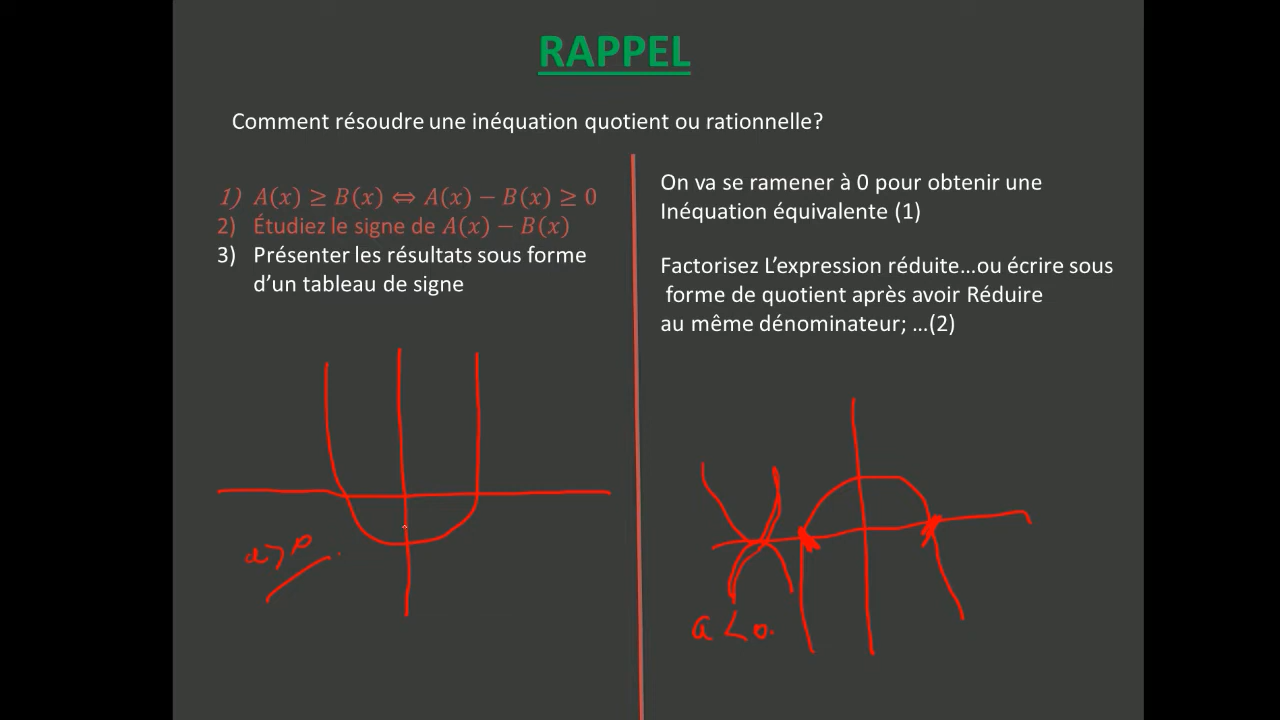 RAPPEL
Comment résoudre une inéquation quotient ou rationnelle?
1) A(x) ≥ B(x) ⇔ A(x) − B(x) ≥ 0
2) Étudiez le signe de A(x) − B(x)
3) Présenter les résultats sous forme
d'un tableau de signe
On va se ramener à 0 pour obtenir une
Inéquation équivalente (1)
Factorisez L'expression réduite...ou écrire sous
forme de quotient après avoir Réduire
au même dénominateur; ...(2)
a > 0
a < 0.